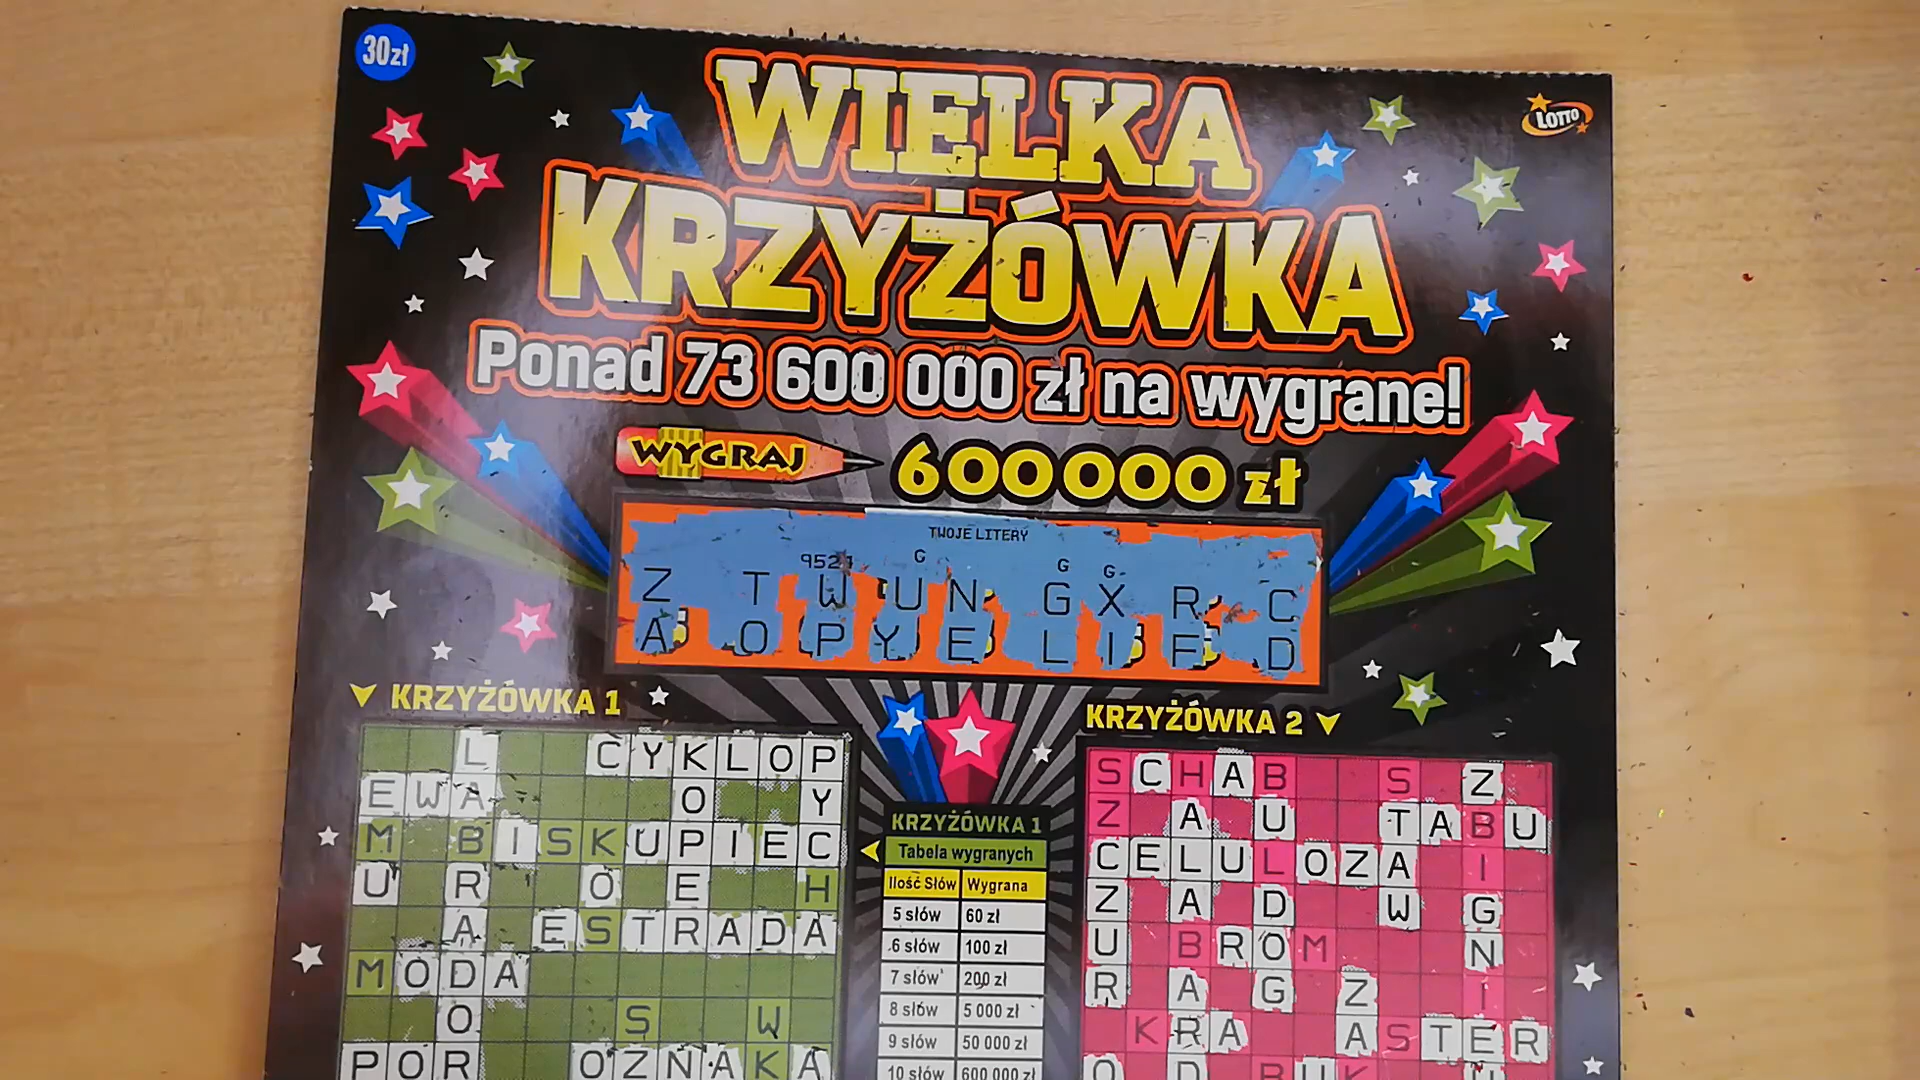 30zł
LOTTO
WIELKA
KRZYŻÓWKA
Ponad 73 600 000 zł na wygrane!
WYGRAJ 600000 zł
TWOJE LITERY
G G G
Z T W U N G X R C
A O P Y E L I F D
KRZYŻÓWKA 1
L CYKLOP
EWA O Y
M BISKUPIEC
U R O E H
A ESTRADA
MODA
O S W
POR OZNAKA
KRZYŻÓWKA 1
Tabela wygranych
Ilość Słów Wygrana
5 słów 60 zł
6 słów 100 zł
7 słów 200 zł
8 słów 5 000 zł
9 słów 50 000 zł
10 słów 600 000 zł
KRZYŻÓWKA 2
SCHAB S Z
Z A U TABU
CELULOZA I
Z A D W G
U BROM N
R A G Z I
KRA ASTER